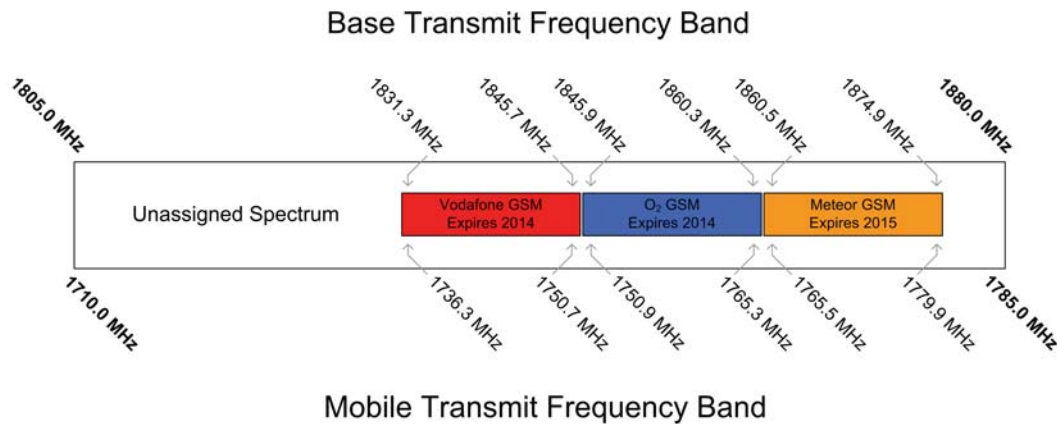 Base Transmit Frequency Band
1805.0 MHz
1831.3 MHz
1845.7 MHz
1845.9 MHz
1860.3 MHz
1860.5 MHz
1874.9 MHz
1880.0 MHz
Unassigned Spectrum
Vodafone GSM
Expires 2014
O₂ GSM
Expires 2014
Meteor GSM
Expires 2015
1710.0 MHz
1736.3 MHz
1750.7 MHz
1750.9 MHz
1765.3 MHz
1765.5 MHz
1779.9 MHz
1785.0 MHz
Mobile Transmit Frequency Band